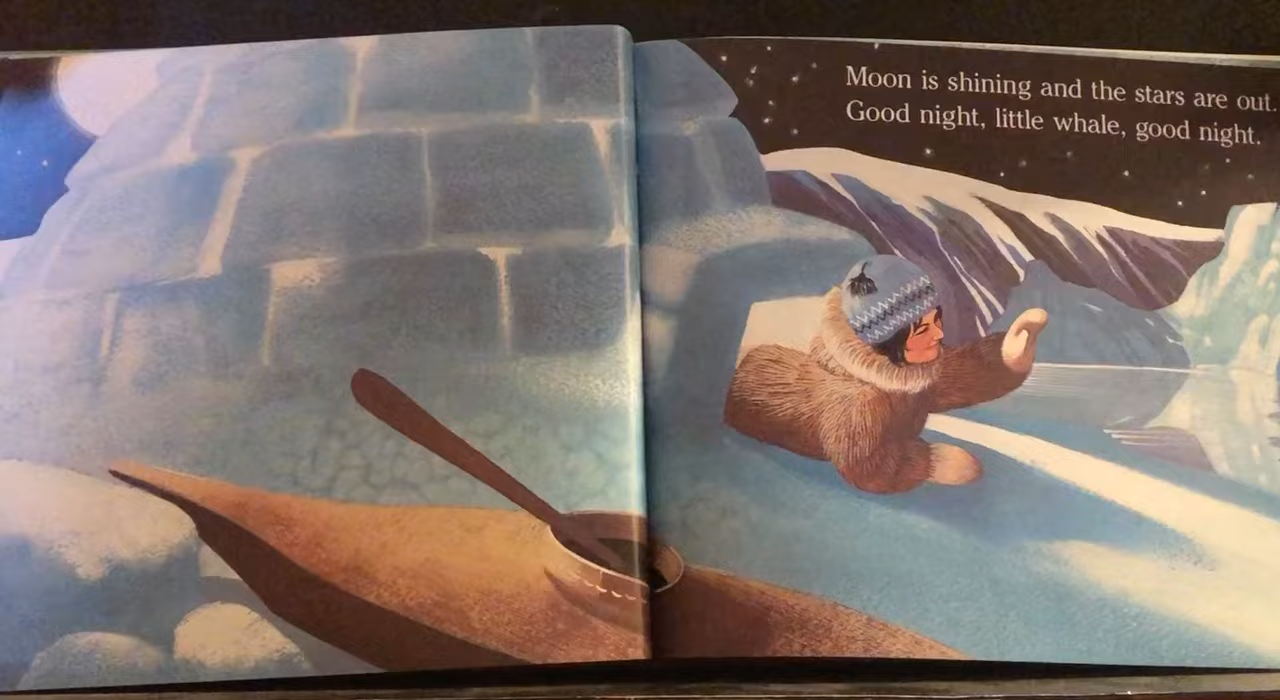 Moon is shining and the stars are out.
Good night, little whale, good night.